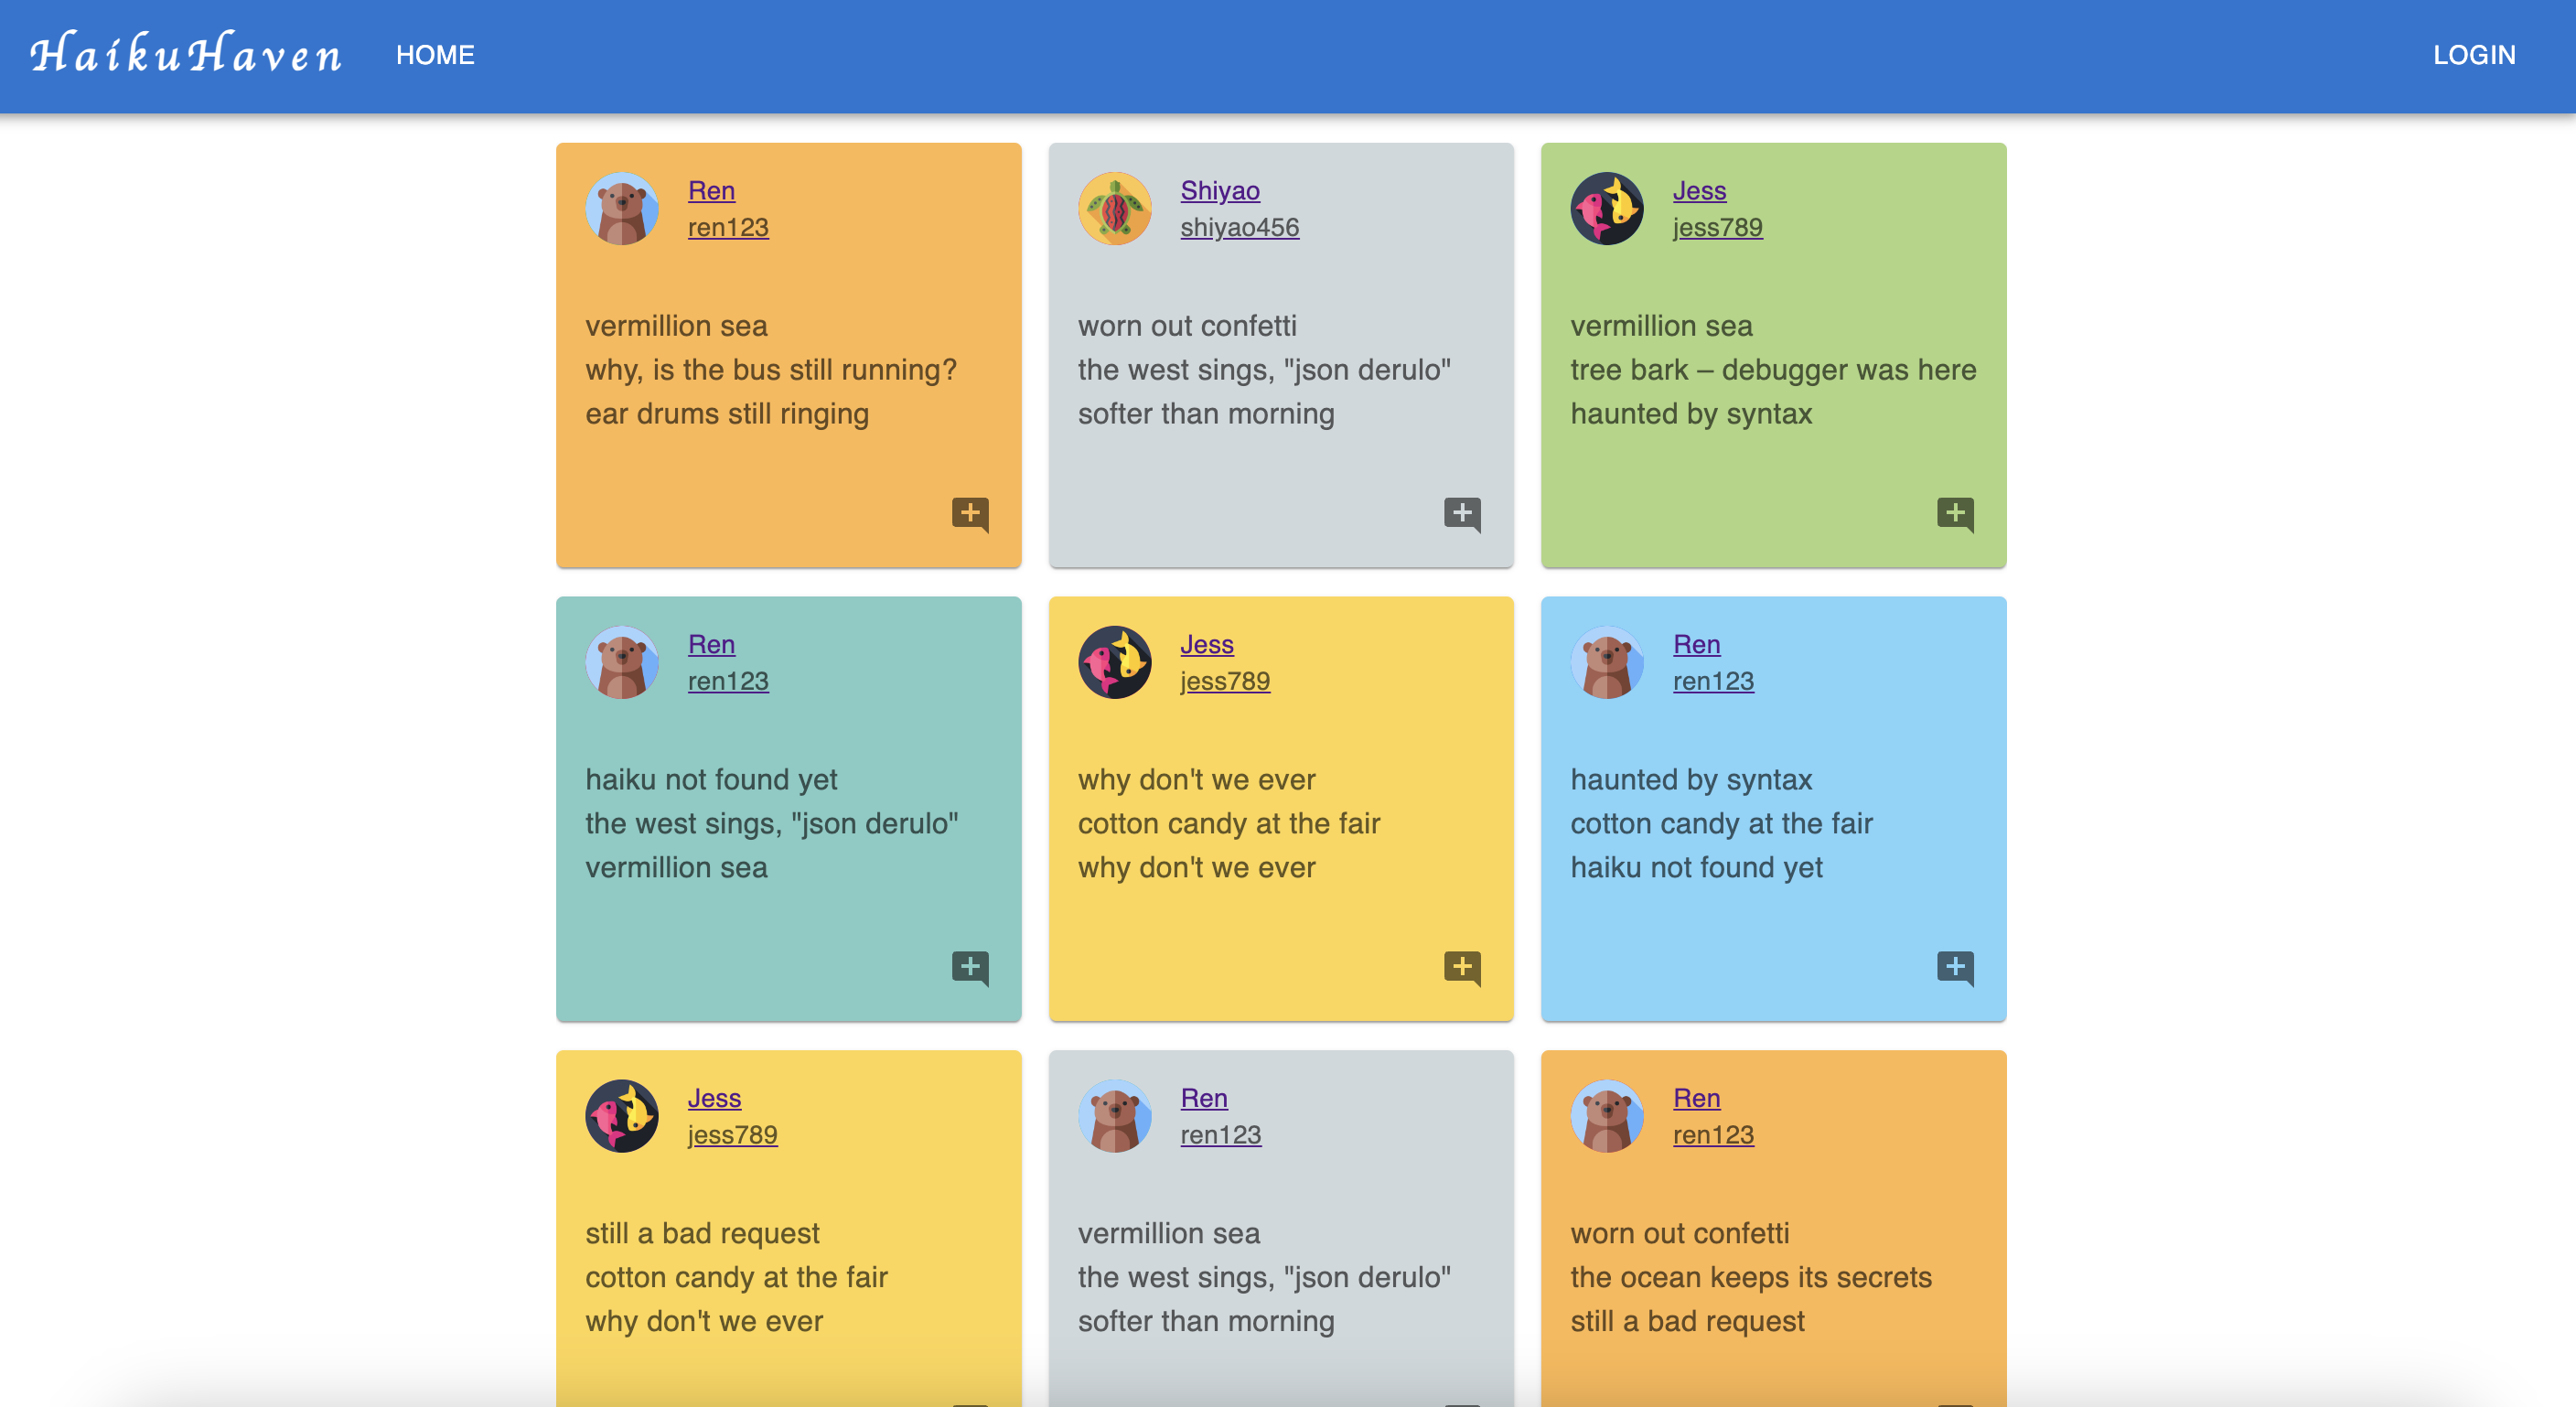 HaikuHaven HOME LOGIN
Ren
ren123
vermillion sea
why, is the bus still running?
ear drums still ringing
Shiyao
shiyao456
worn out confetti
the west sings, "json derulo"
softer than morning
Jess
jess789
vermillion sea
tree bark – debugger was here
haunted by syntax
Ren
ren123
haiku not found yet
the west sings, "json derulo"
vermillion sea
Jess
jess789
why don't we ever
cotton candy at the fair
why don't we ever
Ren
ren123
haunted by syntax
cotton candy at the fair
haiku not found yet
Jess
jess789
still a bad request
cotton candy at the fair
why don't we ever
Ren
ren123
vermillion sea
the west sings, "json derulo"
softer than morning
Ren
ren123
worn out confetti
the ocean keeps its secrets
still a bad request